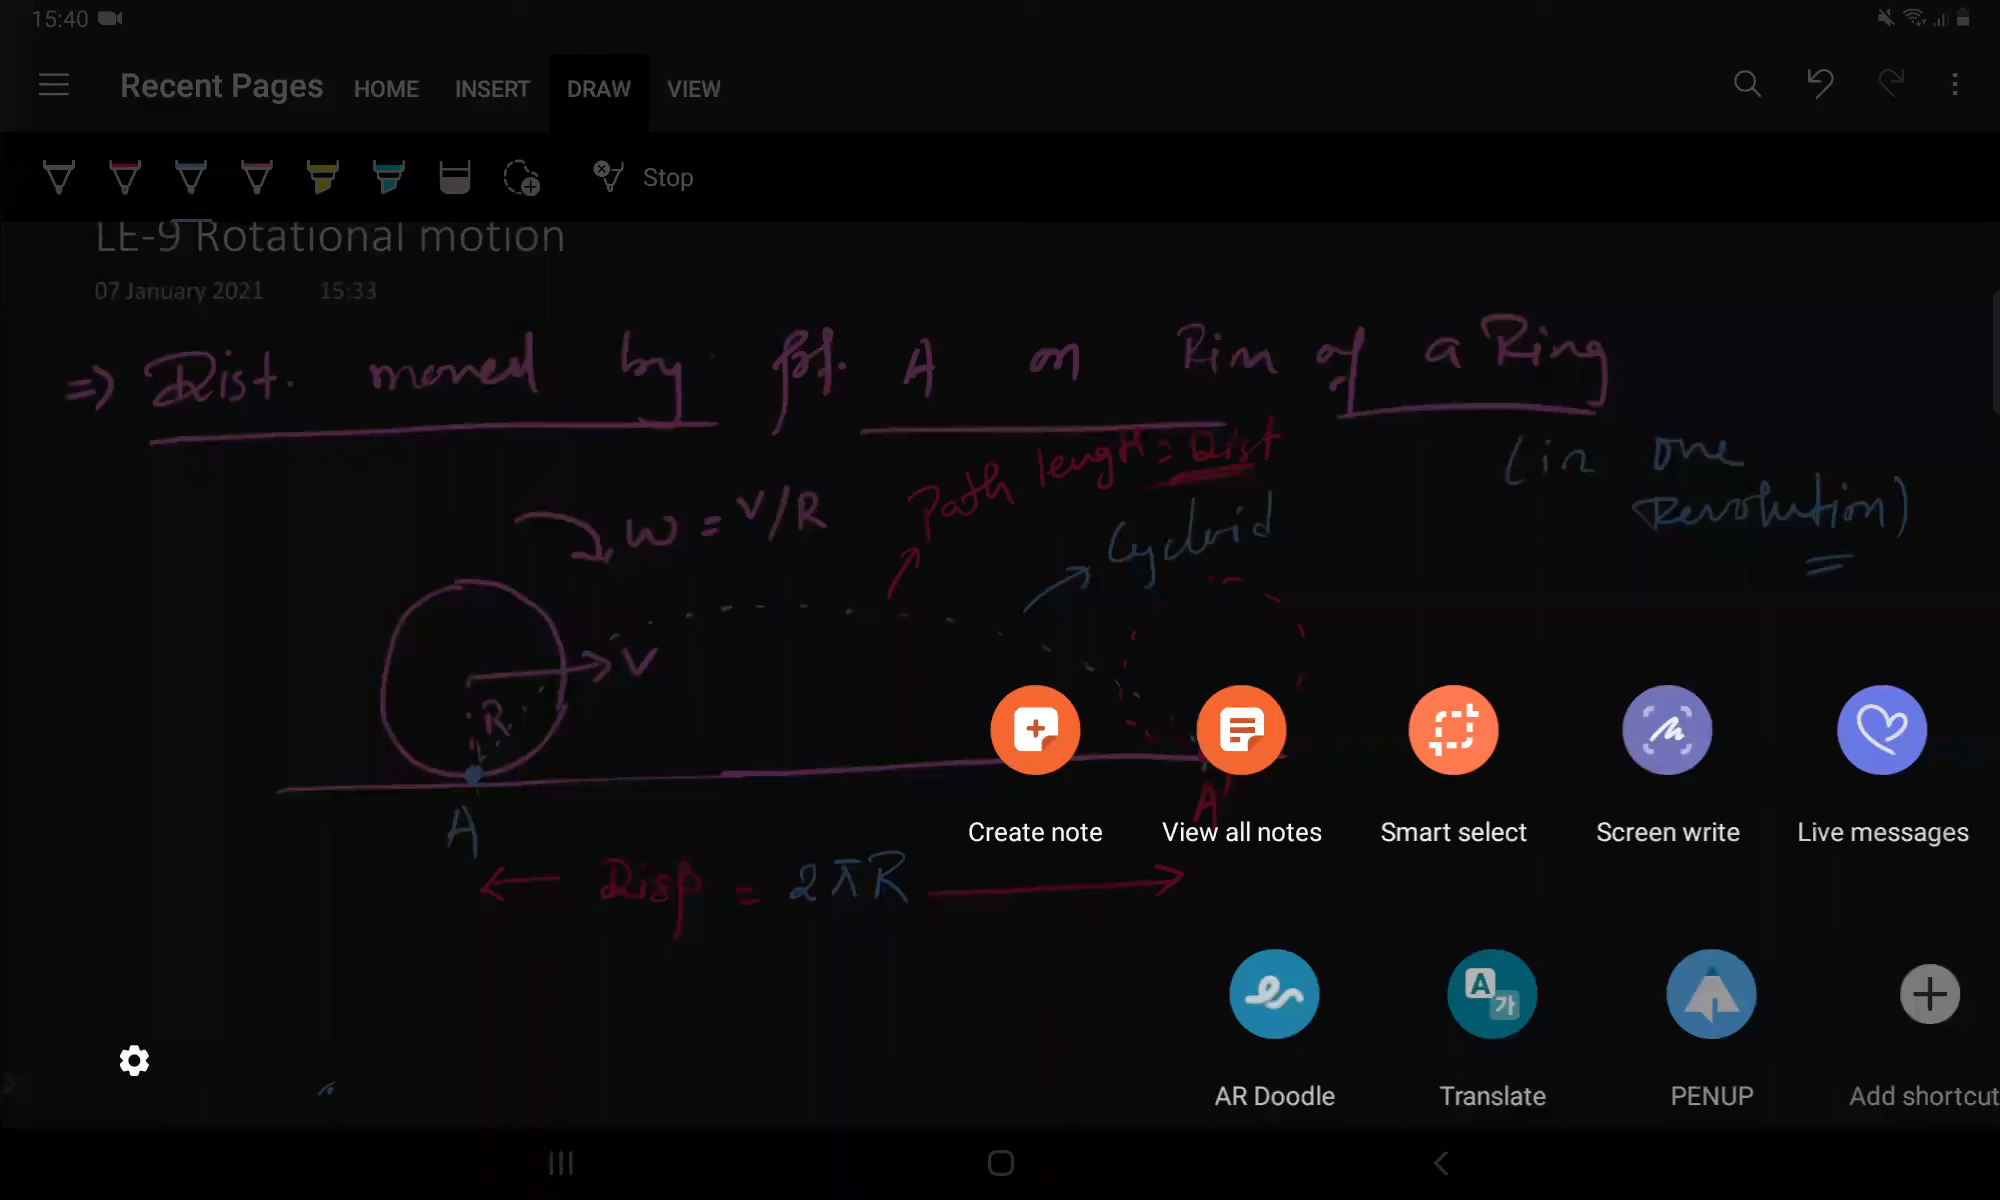 15:40
Recent Pages HOME INSERT DRAW VIEW
Stop
LE-9 Rotational motion
07 January 2021 15:33
=> Dist. moved by pt. A on Rim of a Ring
(in one
Revolution)
Path length = Dist
ω = V/R
Cycloid
V
R
A
A'
Disp = 2πR
Create note View all notes Smart select Screen write Live messages
AR Doodle Translate PENUP Add shortcut